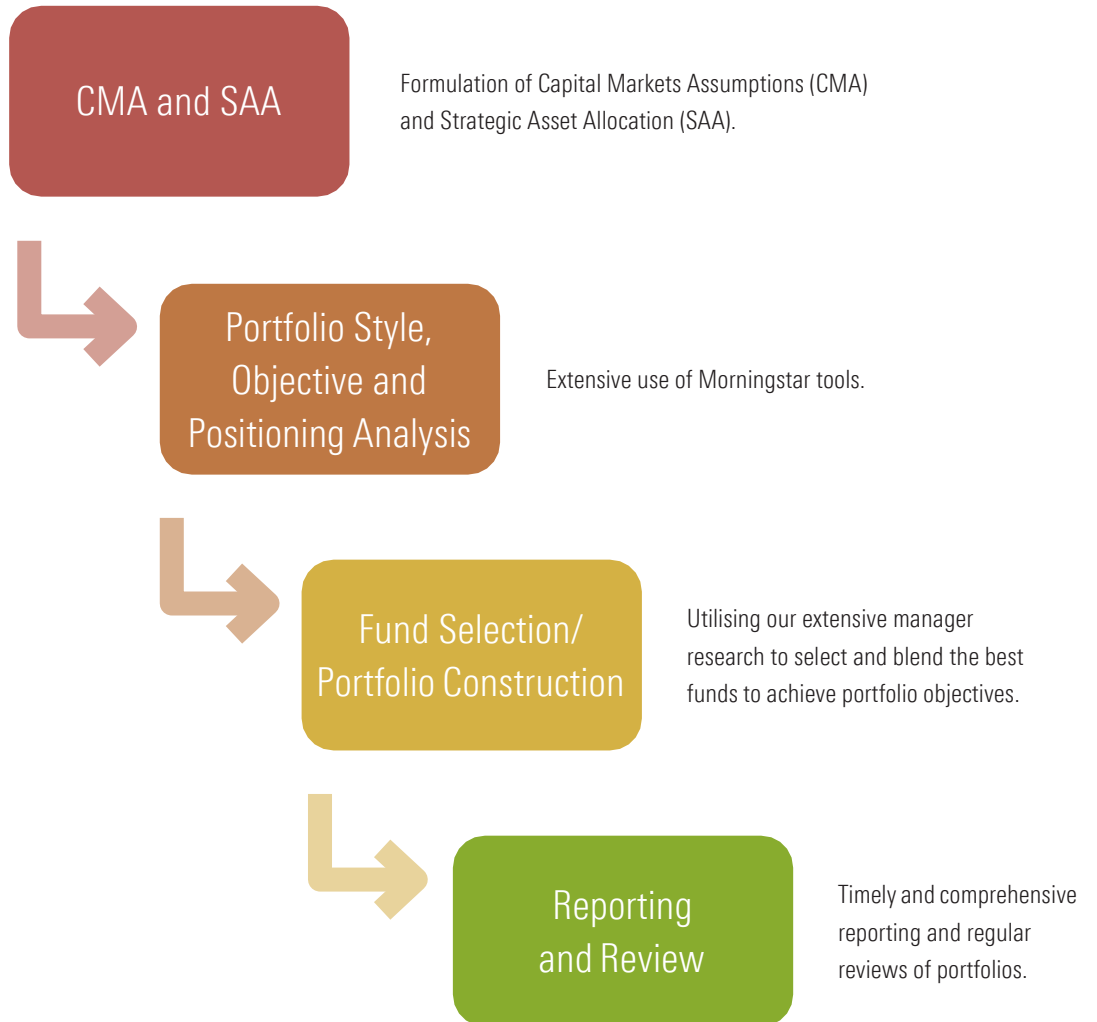 CMA and SAA
Formulation of Capital Markets Assumptions (CMA)
and Strategic Asset Allocation (SAA).
Portfolio Style,
Objective and
Positioning Analysis
Extensive use of Morningstar tools.
Fund Selection/
Portfolio Construction
Utilising our extensive manager
research to select and blend the best
funds to achieve portfolio objectives.
Reporting
and Review
Timely and comprehensive
reporting and regular
reviews of portfolios.